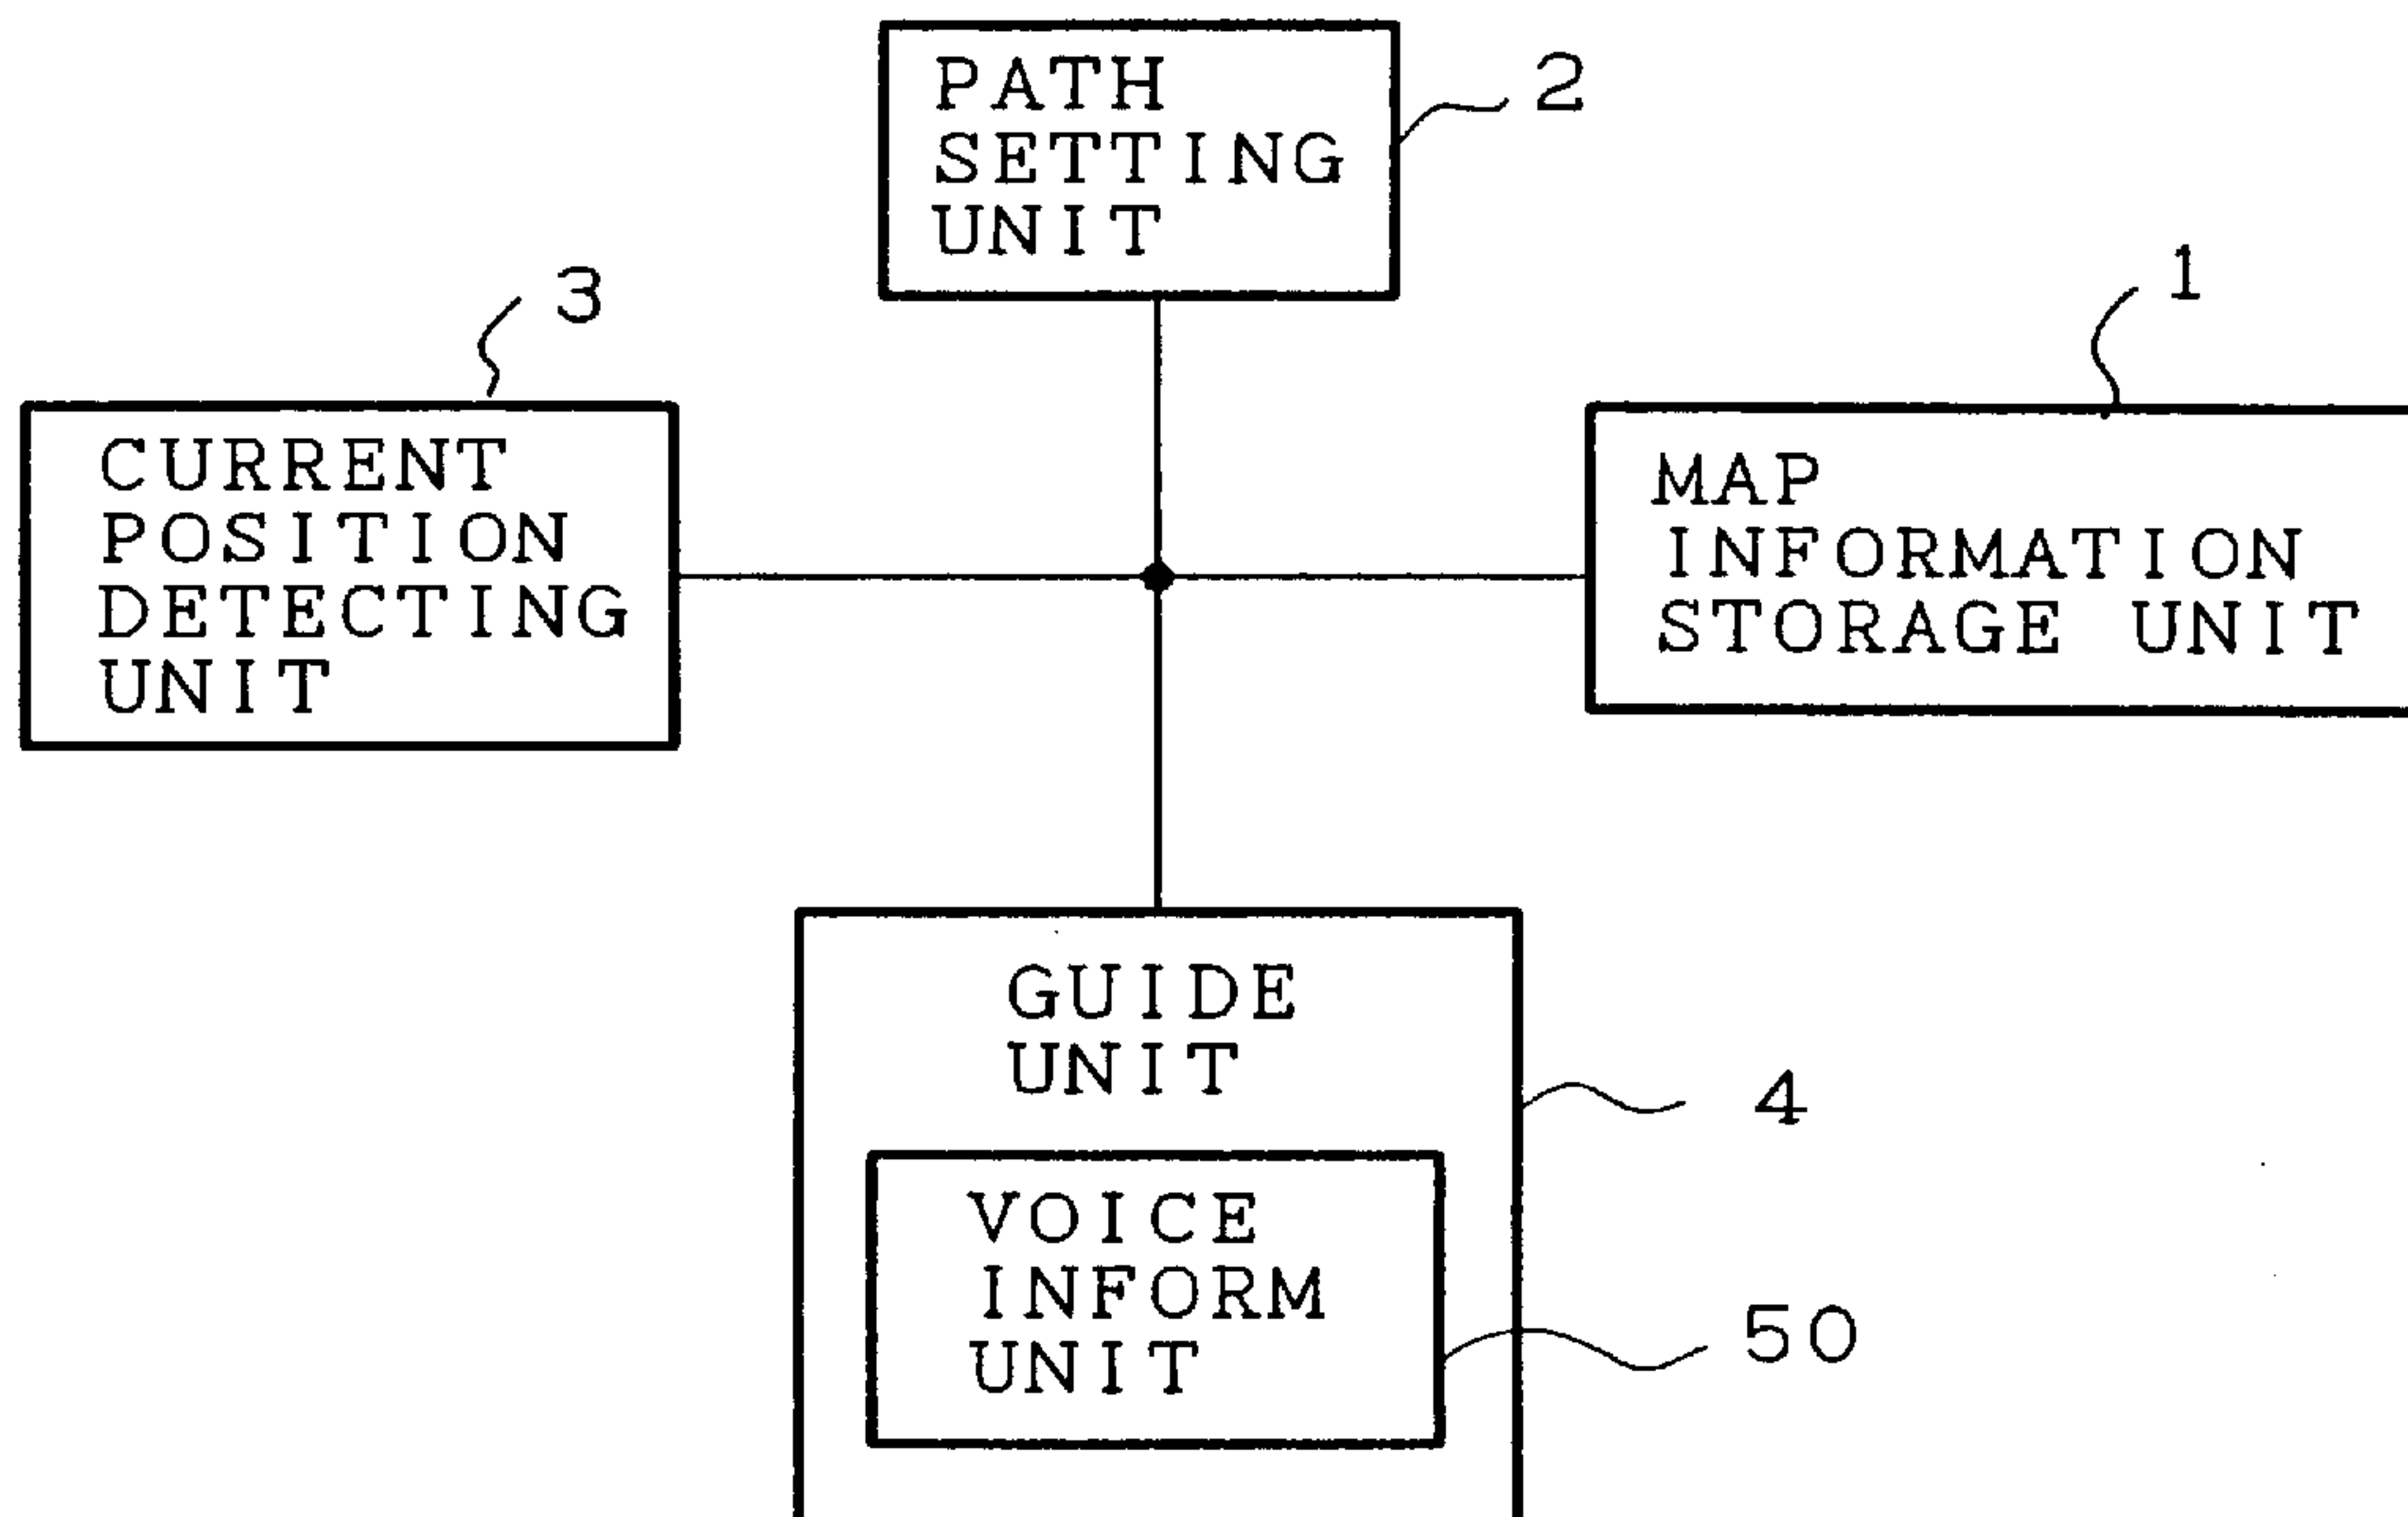 PATH
SETTING
UNIT
2
3
1
CURRENT
POSITION
DETECTING
UNIT
MAP
INFORMATION
STORAGE UNIT
GUIDE
UNIT
4
VOICE
INFORM
UNIT
50